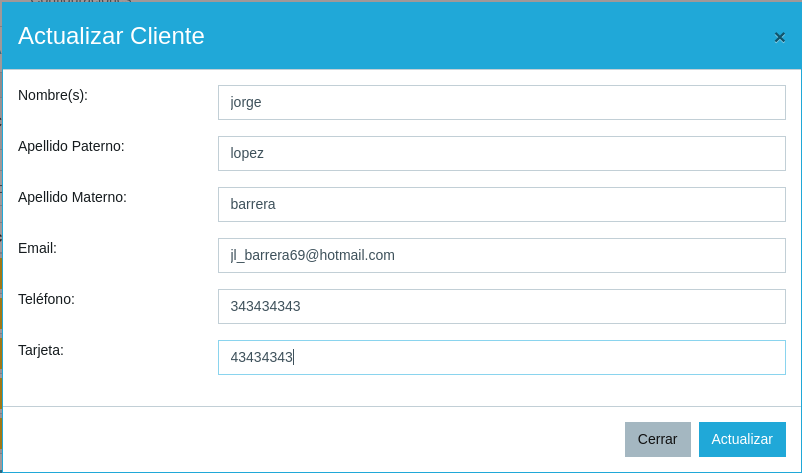 Actualizar Cliente
×
Nombre(s):
jorge
Apellido Paterno:
lopez
Apellido Materno:
barrera
Email:
jl_barrera69@hotmail.com
Teléfono:
343434343
Tarjeta:
43434343
Cerrar
Actualizar